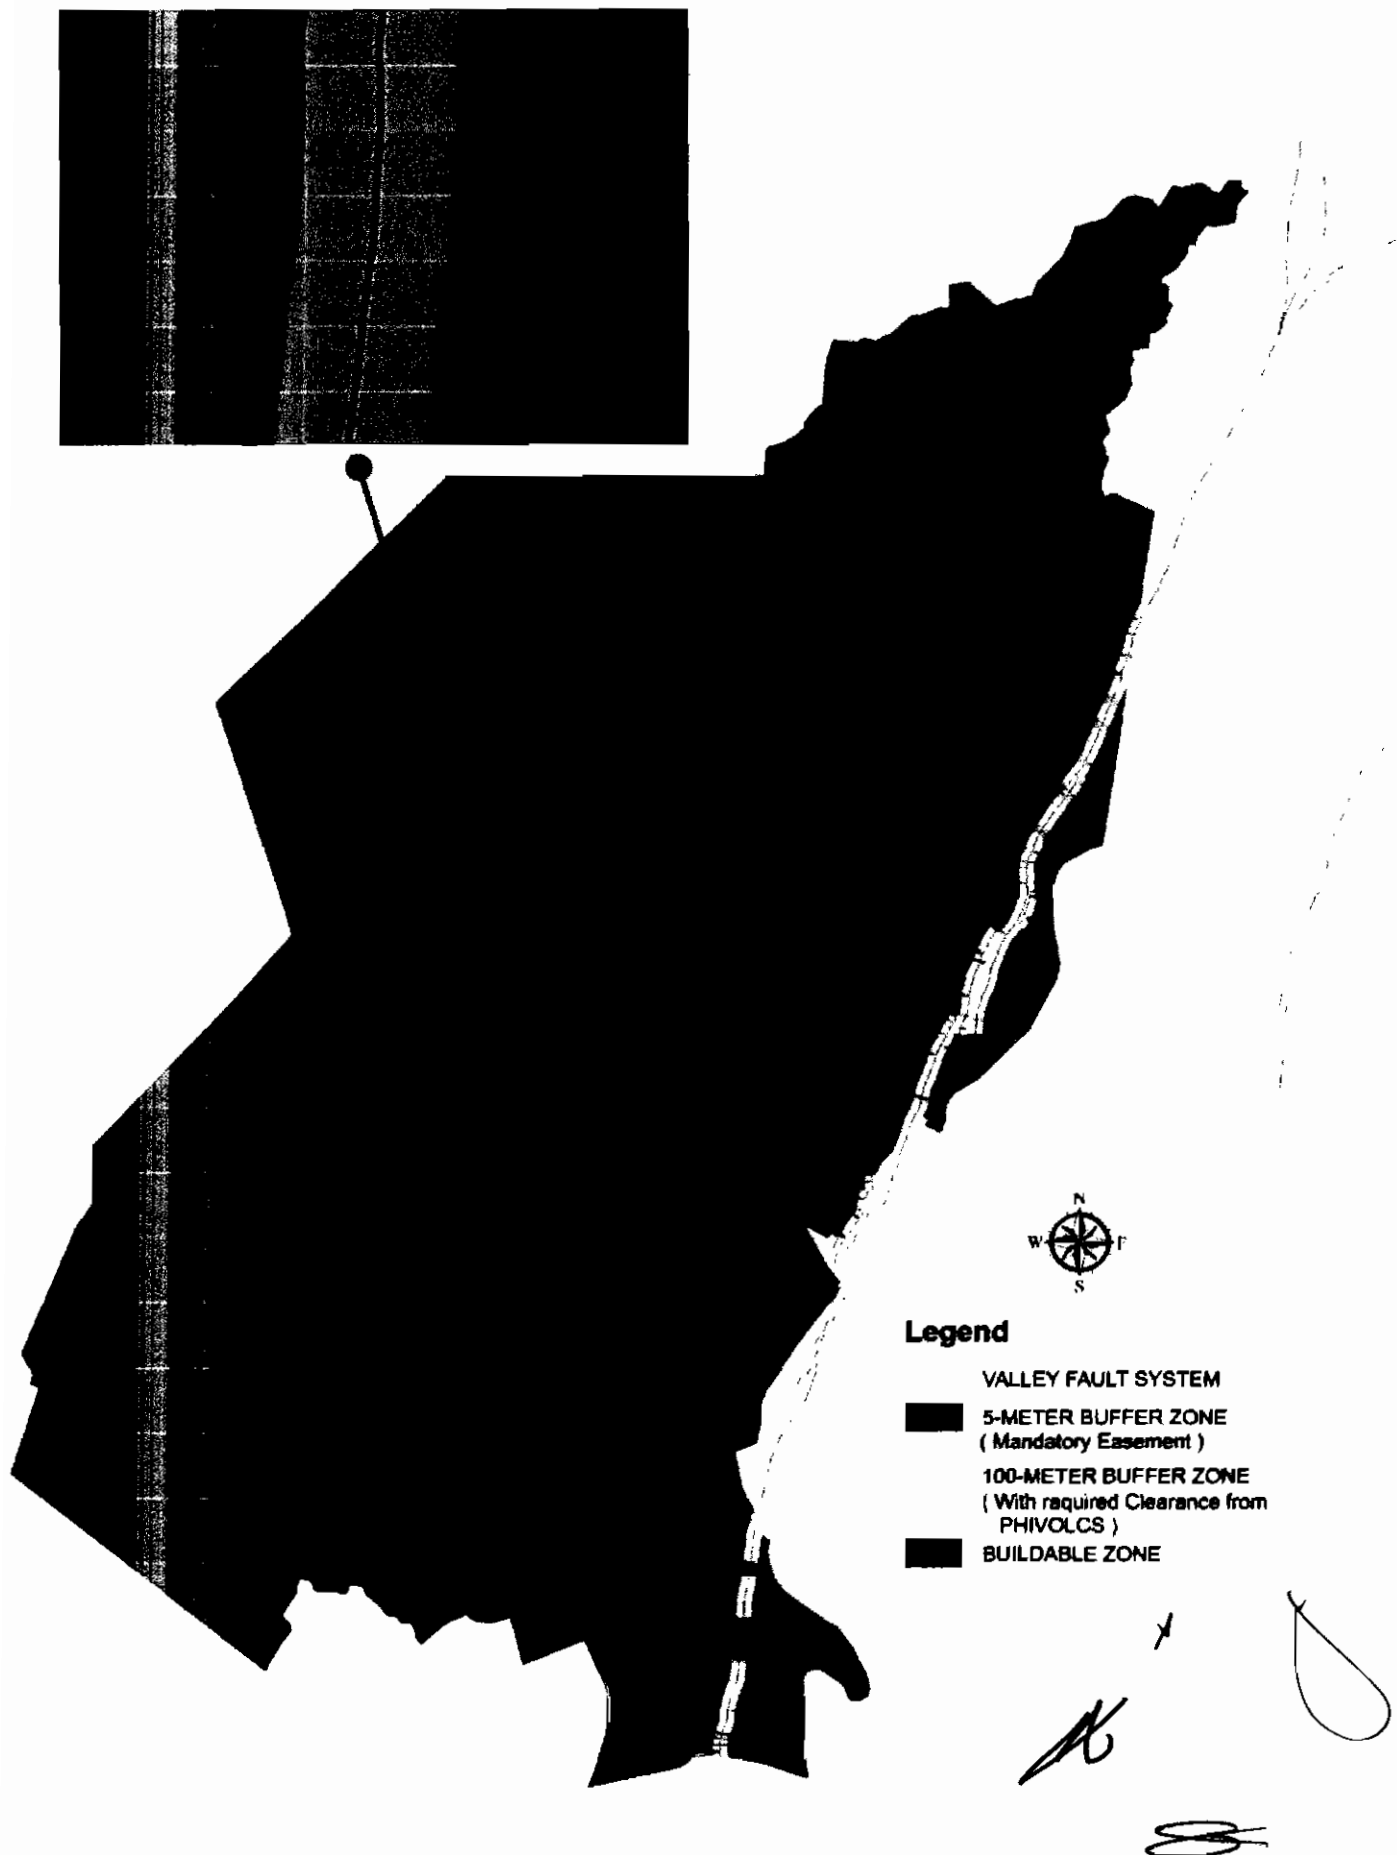 N
W
S
Legend
VALLEY FAULT SYSTEM
5-METER BUFFER ZONE
( Mandatory Easement )
100-METER BUFFER ZONE
( With raquired Clearance from
PHIVOLCS )
BUILDABLE ZONE